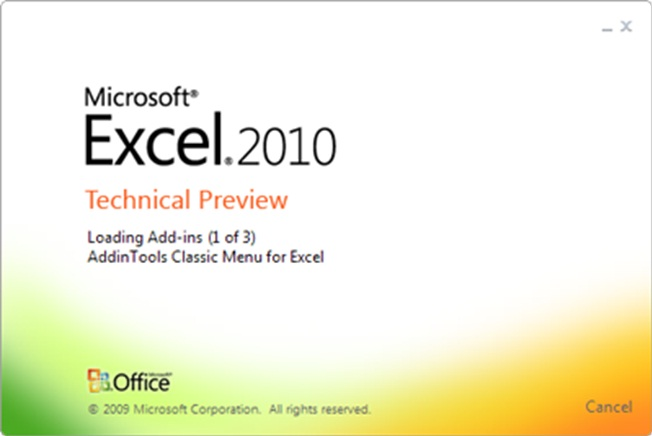 Microsoft®
Excel® 2010
Technical Preview
Loading Add-ins (1 of 3)
AddinTools Classic Menu for Excel
Microsoft®
Office
© 2009 Microsoft Corporation. All rights reserved.
Cancel